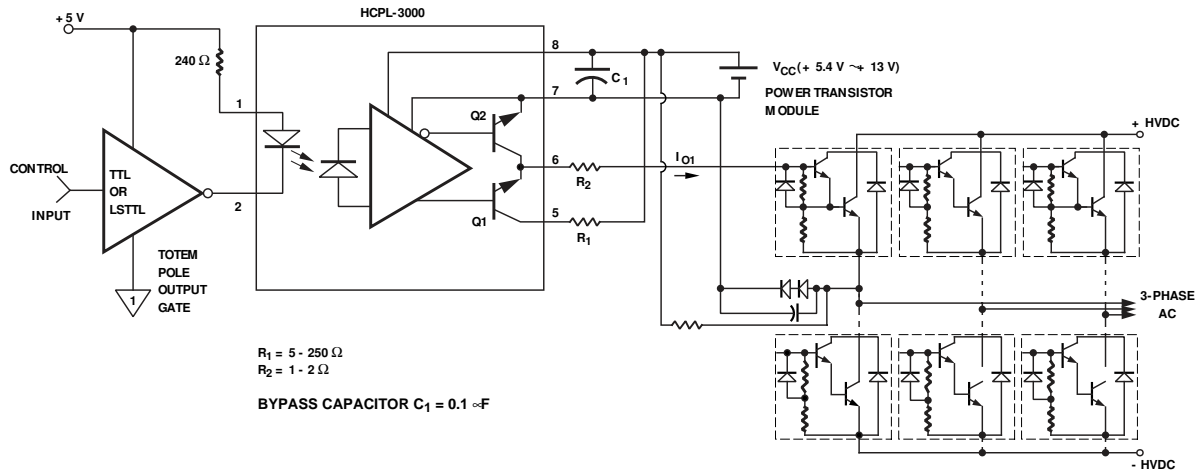 HCPL-3000
+5 V
240 Ω
8
C1
VCC (+ 5.4 V ~+ 13 V)
POWER TRANSISTOR
MODULE
7
1
Q2
+ HVDC
CONTROL
INPUT
TTL
OR
LSTTL
6
R2
IO1
2
5
Q1
R1
TOTEM
POLE
OUTPUT
GATE
1
3-PHASE
AC
R1 = 5 - 250 Ω
R2 = 1 - 2 Ω
BYPASS CAPACITOR C1 = 0.1 ∝F
- HVDC